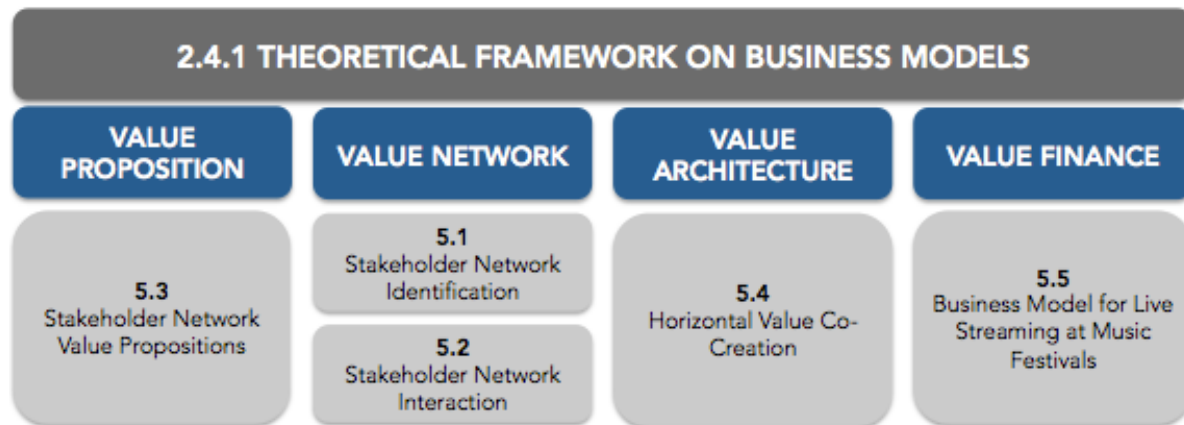 2.4.1 THEORETICAL FRAMEWORK ON BUSINESS MODELS
VALUE
PROPOSITION
VALUE NETWORK
VALUE
ARCHITECTURE
VALUE FINANCE
5.3
Stakeholder Network
Value Propositions
5.1
Stakeholder Network
Identification
5.2
Stakeholder Network
Interaction
5.4
Horizontal Value Co-
Creation
5.5
Business Model for Live
Streaming at Music
Festivals